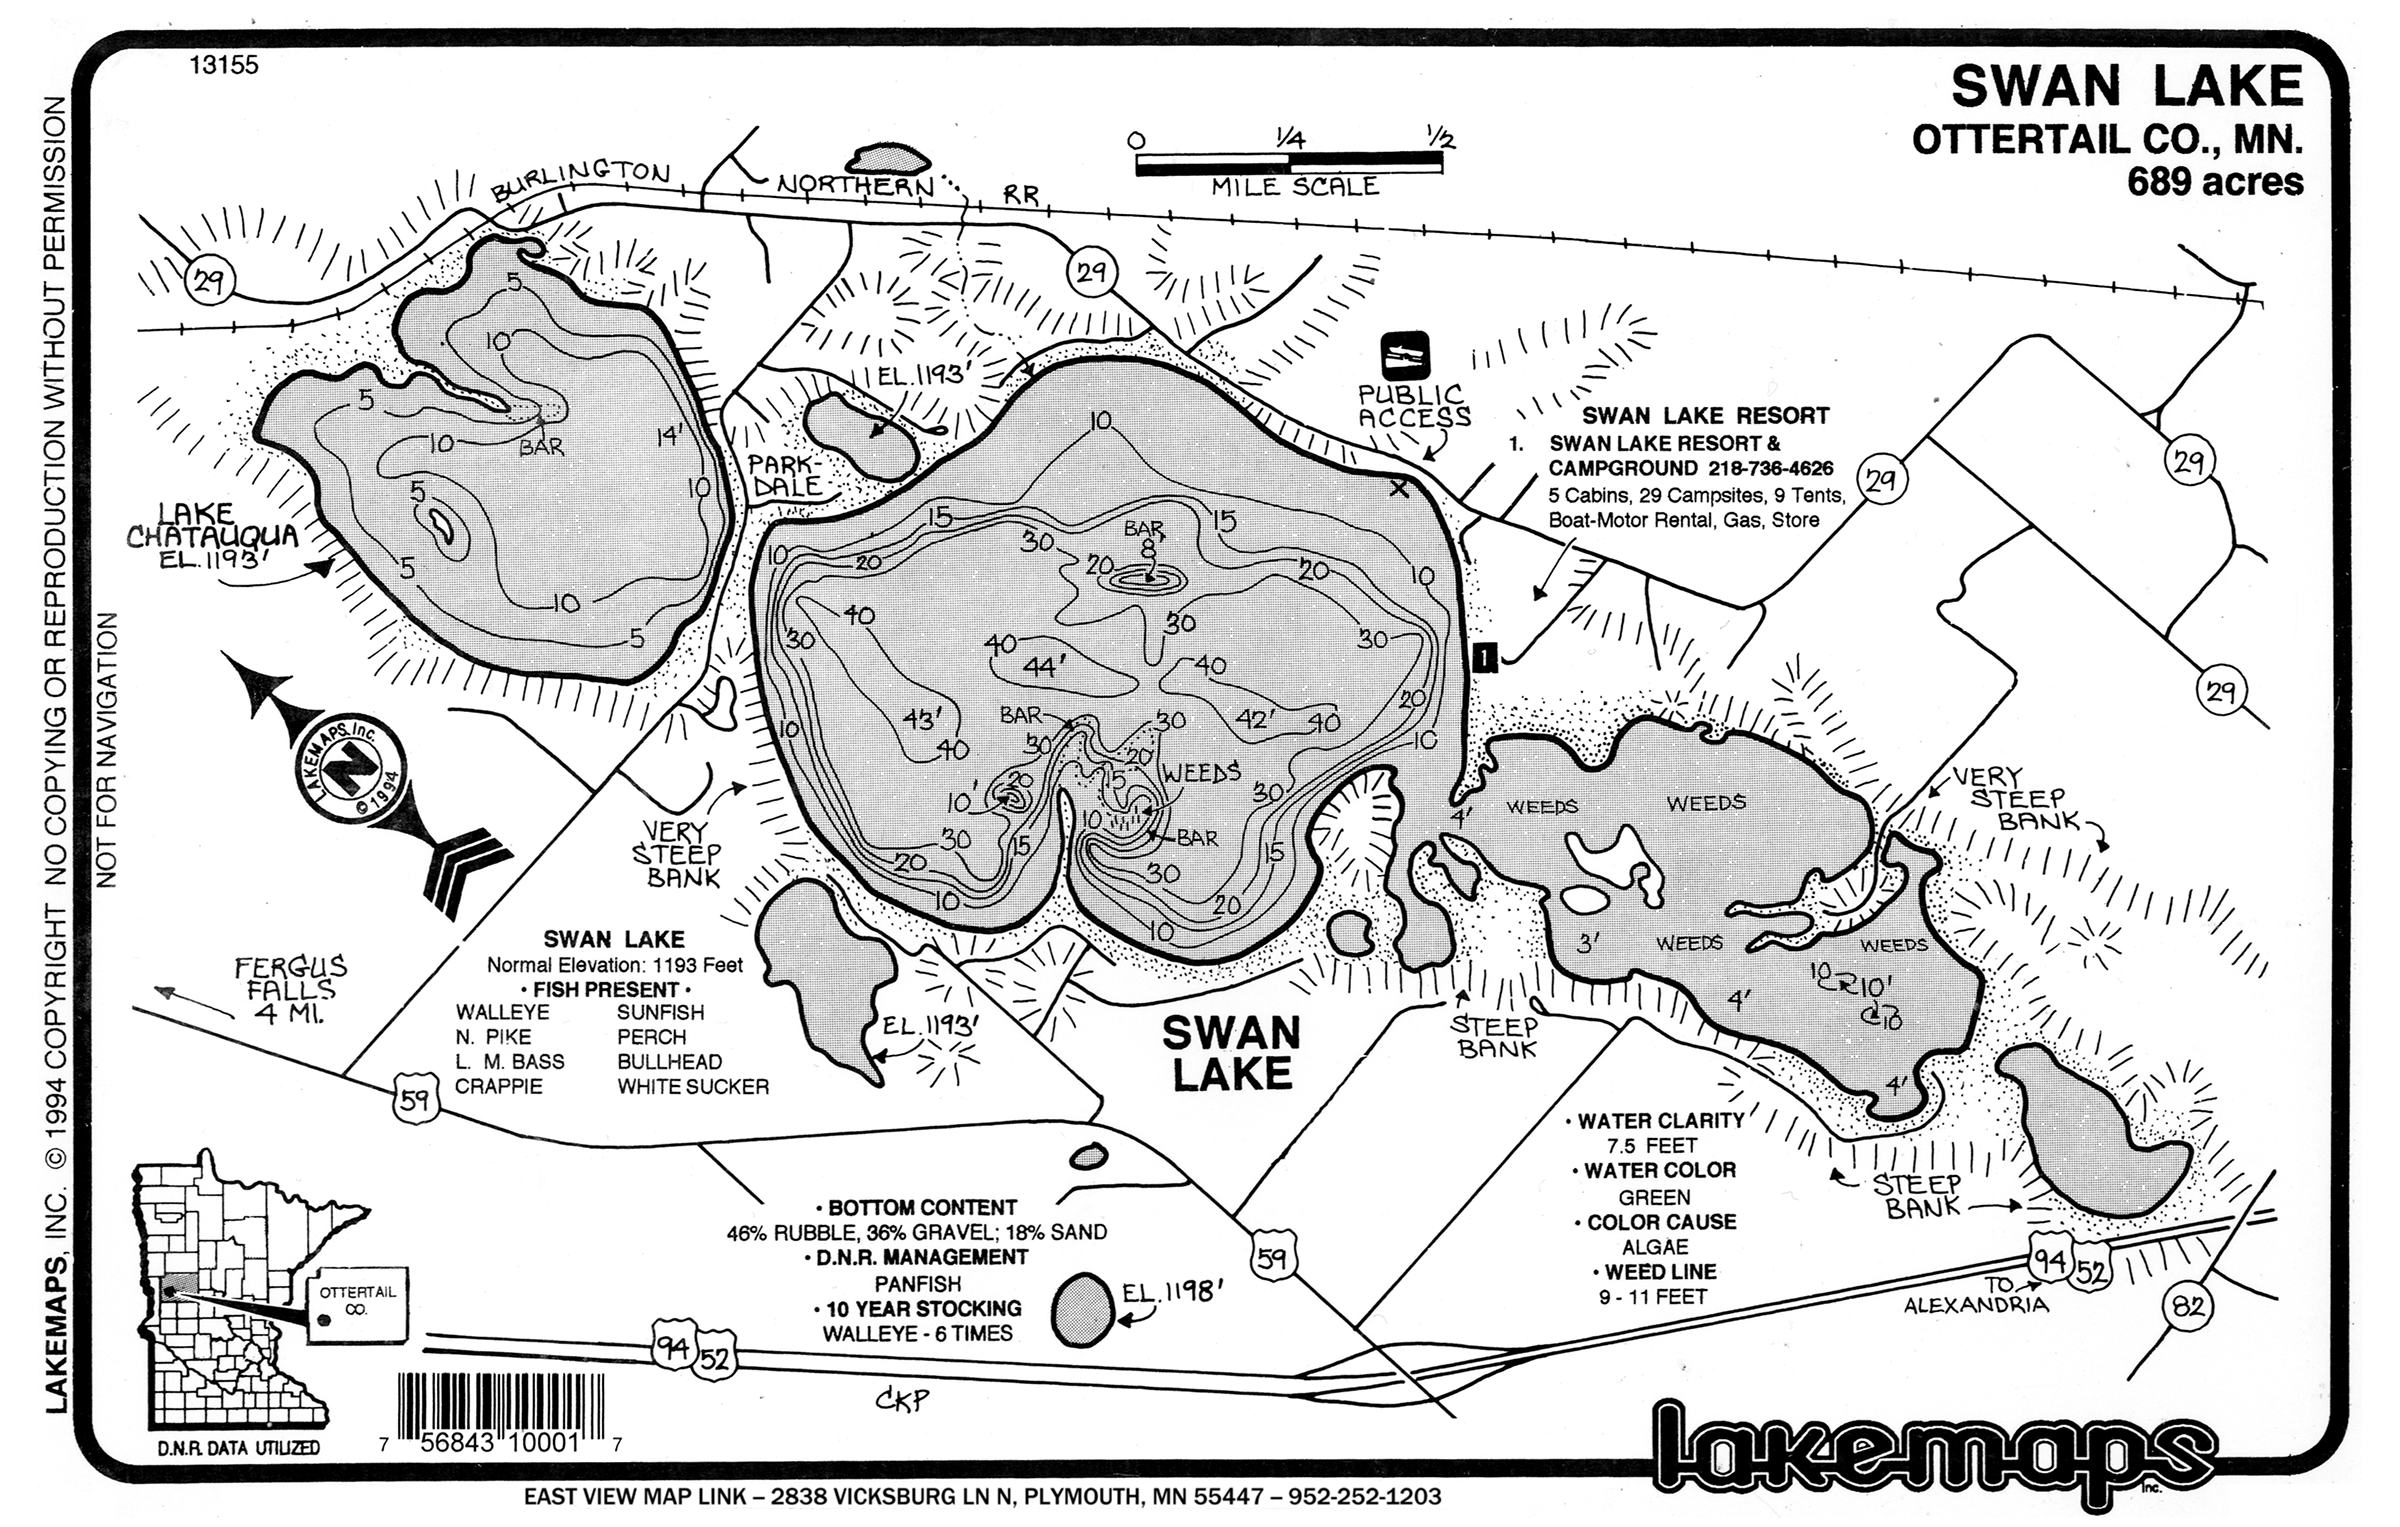 13155
SWAN LAKE
OTTERTAIL CO., MN.
689 acres
0 1/4 1/2
MILE SCALE
BURLINGTON NORTHERN RR
29
29
5
10
5
10
BAR
14'
10
5
5
10
5
LAKE
CHATAUQUA
EL. 1193'
EL. 1193'
PARK-
DALE
PUBLIC
ACCESS
X
SWAN LAKE RESORT
1. SWAN LAKE RESORT &
CAMPGROUND 218-736-4626
5 Cabins, 29 Campsites, 9 Tents,
Boat-Motor Rental, Gas, Store
29
29
29
1
10
15
30
BAR
8
15
10
20
20
20
10
40
30
30
30
40
44'
40
20
43'
BAR
30
42'
40
10
10
40
30
20
WEEDS
10'
20
15
30
10
BAR
30
15
15
20
30
10
20
10
LAKEMAPS, Inc.
N
© 1994
VERY
STEEP
BANK
4'
WEEDS
WEEDS
VERY
STEEP
BANK
3'
WEEDS
WEEDS
10
10'
10
4'
4'
FERGUS
FALLS
4 MI.
SWAN LAKE
Normal Elevation: 1193 Feet
• FISH PRESENT •
WALLEYE SUNFISH
N. PIKE PERCH
L. M. BASS BULLHEAD
CRAPPIE WHITE SUCKER
EL. 1193'
SWAN
LAKE
STEEP
BANK
59
• WATER CLARITY
7.5 FEET
• WATER COLOR
GREEN
• COLOR CAUSE
ALGAE
• WEED LINE
9 - 11 FEET
STEEP
BANK
• BOTTOM CONTENT
46% RUBBLE, 36% GRAVEL; 18% SAND
• D.N.R. MANAGEMENT
PANFISH
• 10 YEAR STOCKING
WALLEYE - 6 TIMES
EL. 1198'
59
94 52
TO
ALEXANDRIA
82
OTTERTAIL
CO.
D.N.R. DATA UTILIZED
94 52
CKP
7 56843 10001 7
lakemaps
Inc.
EAST VIEW MAP LINK – 2838 VICKSBURG LN N, PLYMOUTH, MN 55447 – 952-252-1203
LAKEMAPS, INC. © 1994 COPYRIGHT NO COPYING OR REPRODUCTION WITHOUT PERMISSION
NOT FOR NAVIGATION